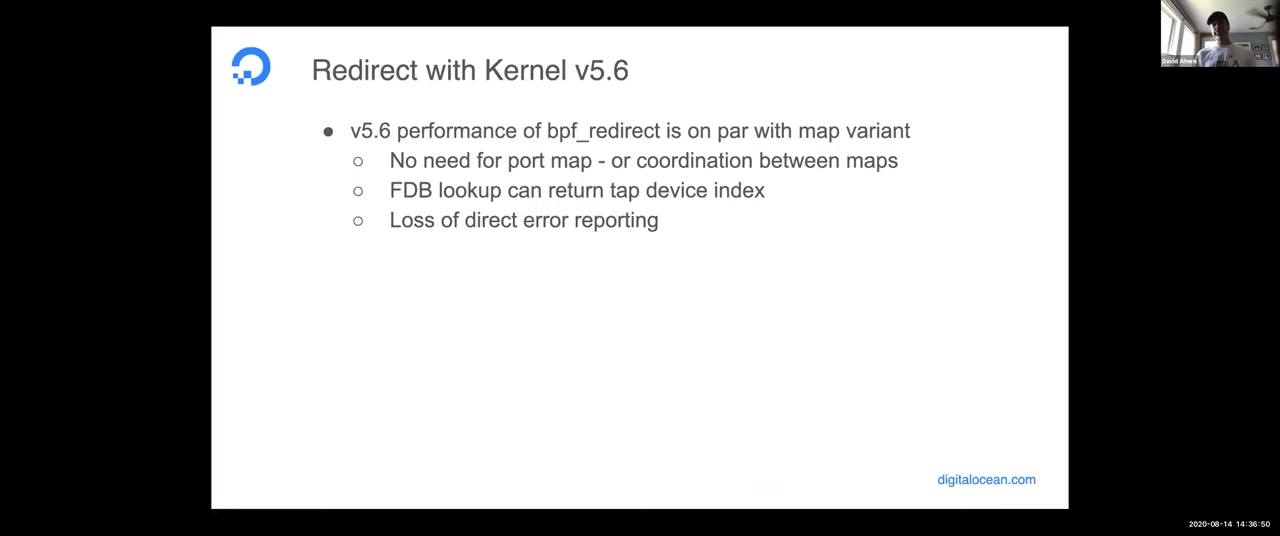 Redirect with Kernel v5.6
● v5.6 performance of bpf_redirect is on par with map variant
○ No need for port map - or coordination between maps
○ FDB lookup can return tap device index
○ Loss of direct error reporting
digitalocean.com
David Ahern
2020-08-14 14:36:50